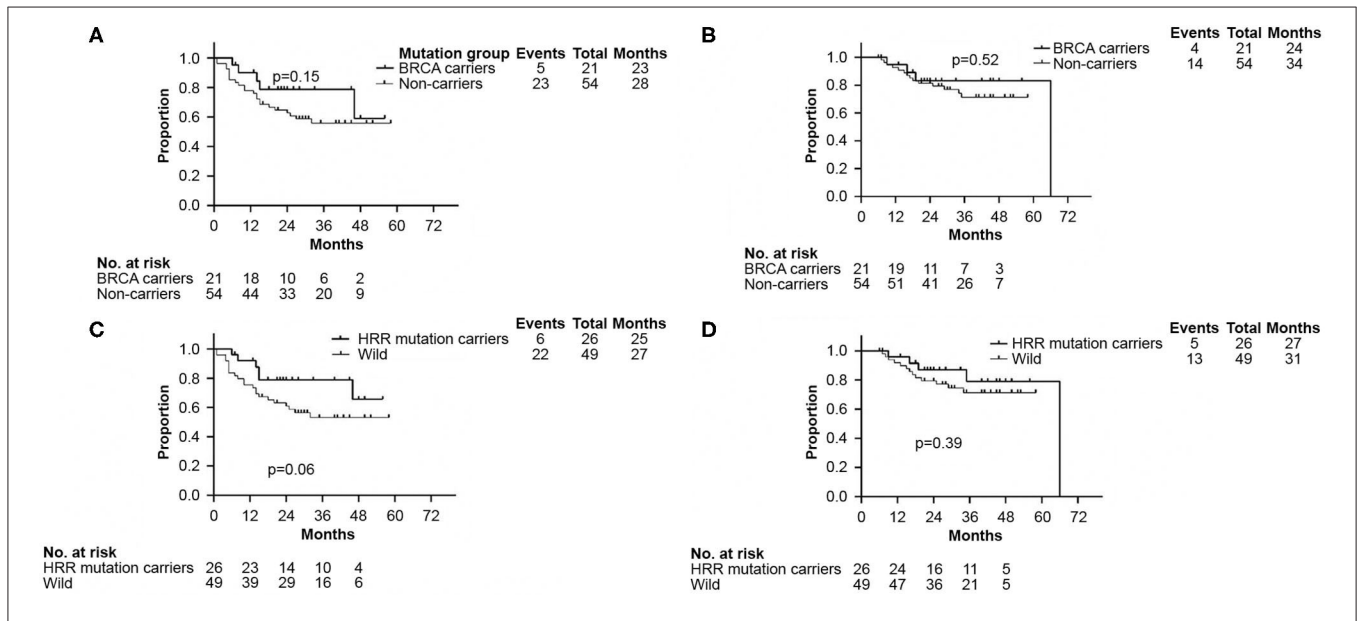 A
Mutation group Events Total Months
BRCA carriers 5 21 23
Non-carriers 23 54 28
p=0.15
Proportion
1.0
0.8
0.6
0.4
0.2
0.0
0 12 24 36 48 60 72
Months
No. at risk
BRCA carriers 21 18 10 6 2
Non-carriers 54 44 33 20 9
B
Events Total Months
BRCA carriers 4 21 24
Non-carriers 14 54 34
p=0.52
Proportion
1.0
0.8
0.6
0.4
0.2
0.0
0 12 24 36 48 60 72
Months
No. at risk
BRCA carriers 21 19 11 7 3
Non-carriers 54 51 41 26 7
C
Events Total Months
HRR mutation carriers 6 26 25
Wild 22 49 27
Proportion
1.0
0.8
0.6
0.4
0.2
0.0
p=0.06
0 12 24 36 48 60 72
Months
No. at risk
HRR mutation carriers 26 23 14 10 4
Wild 49 39 29 16 6
D
Events Total Months
HRR mutation carriers 5 26 27
Wild 13 49 31
Proportion
1.0
0.8
0.6
0.4
0.2
0.0
p=0.39
0 12 24 36 48 60 72
Months
No. at risk
HRR mutation carriers 26 24 16 11 5
Wild 49 47 36 21 5